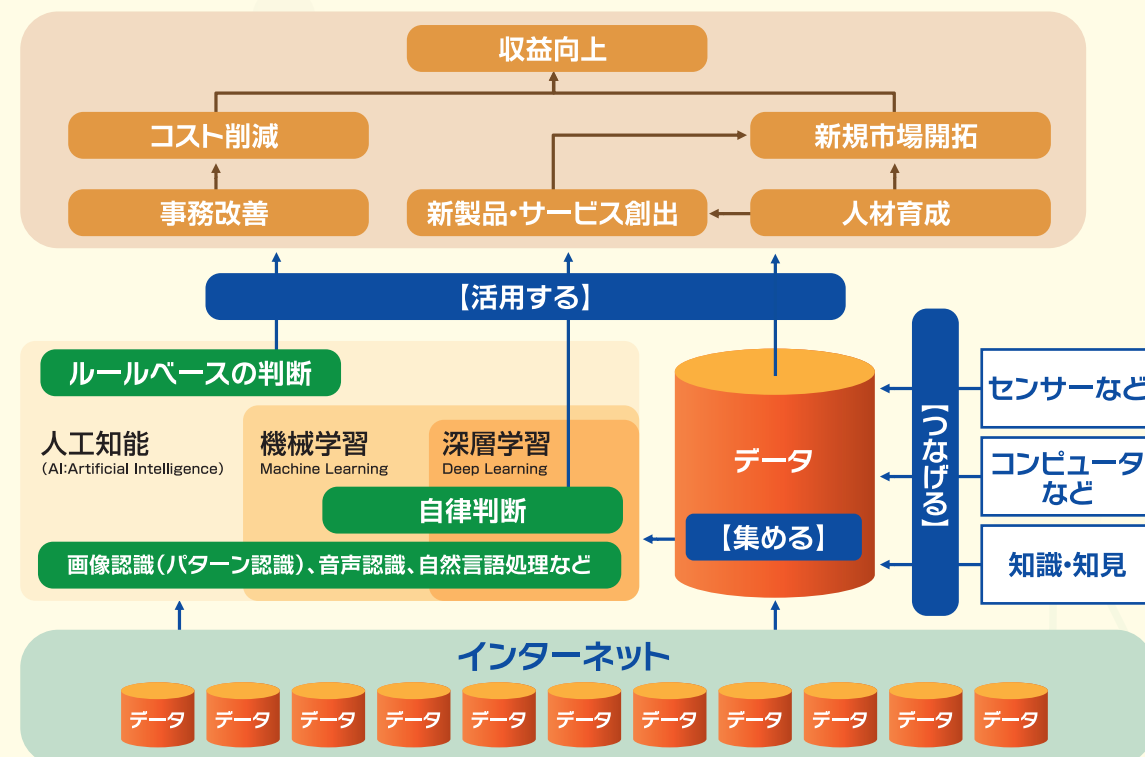 収益向上
コスト削減
新規市場開拓
事務改善
新製品・サービス創出
人材育成
【活用する】
ルールベースの判断
人工知能
(AI:Artificial Intelligence)
機械学習
Machine Learning
深層学習
Deep Learning
自律判断
画像認識(パターン認識)、音声認識、自然言語処理など
データ
【集める】
【つなげる】
センサーなど
コンピュータ
など
知識・知見
インターネット
データ
データ
データ
データ
データ
データ
データ
データ
データ
データ
データ